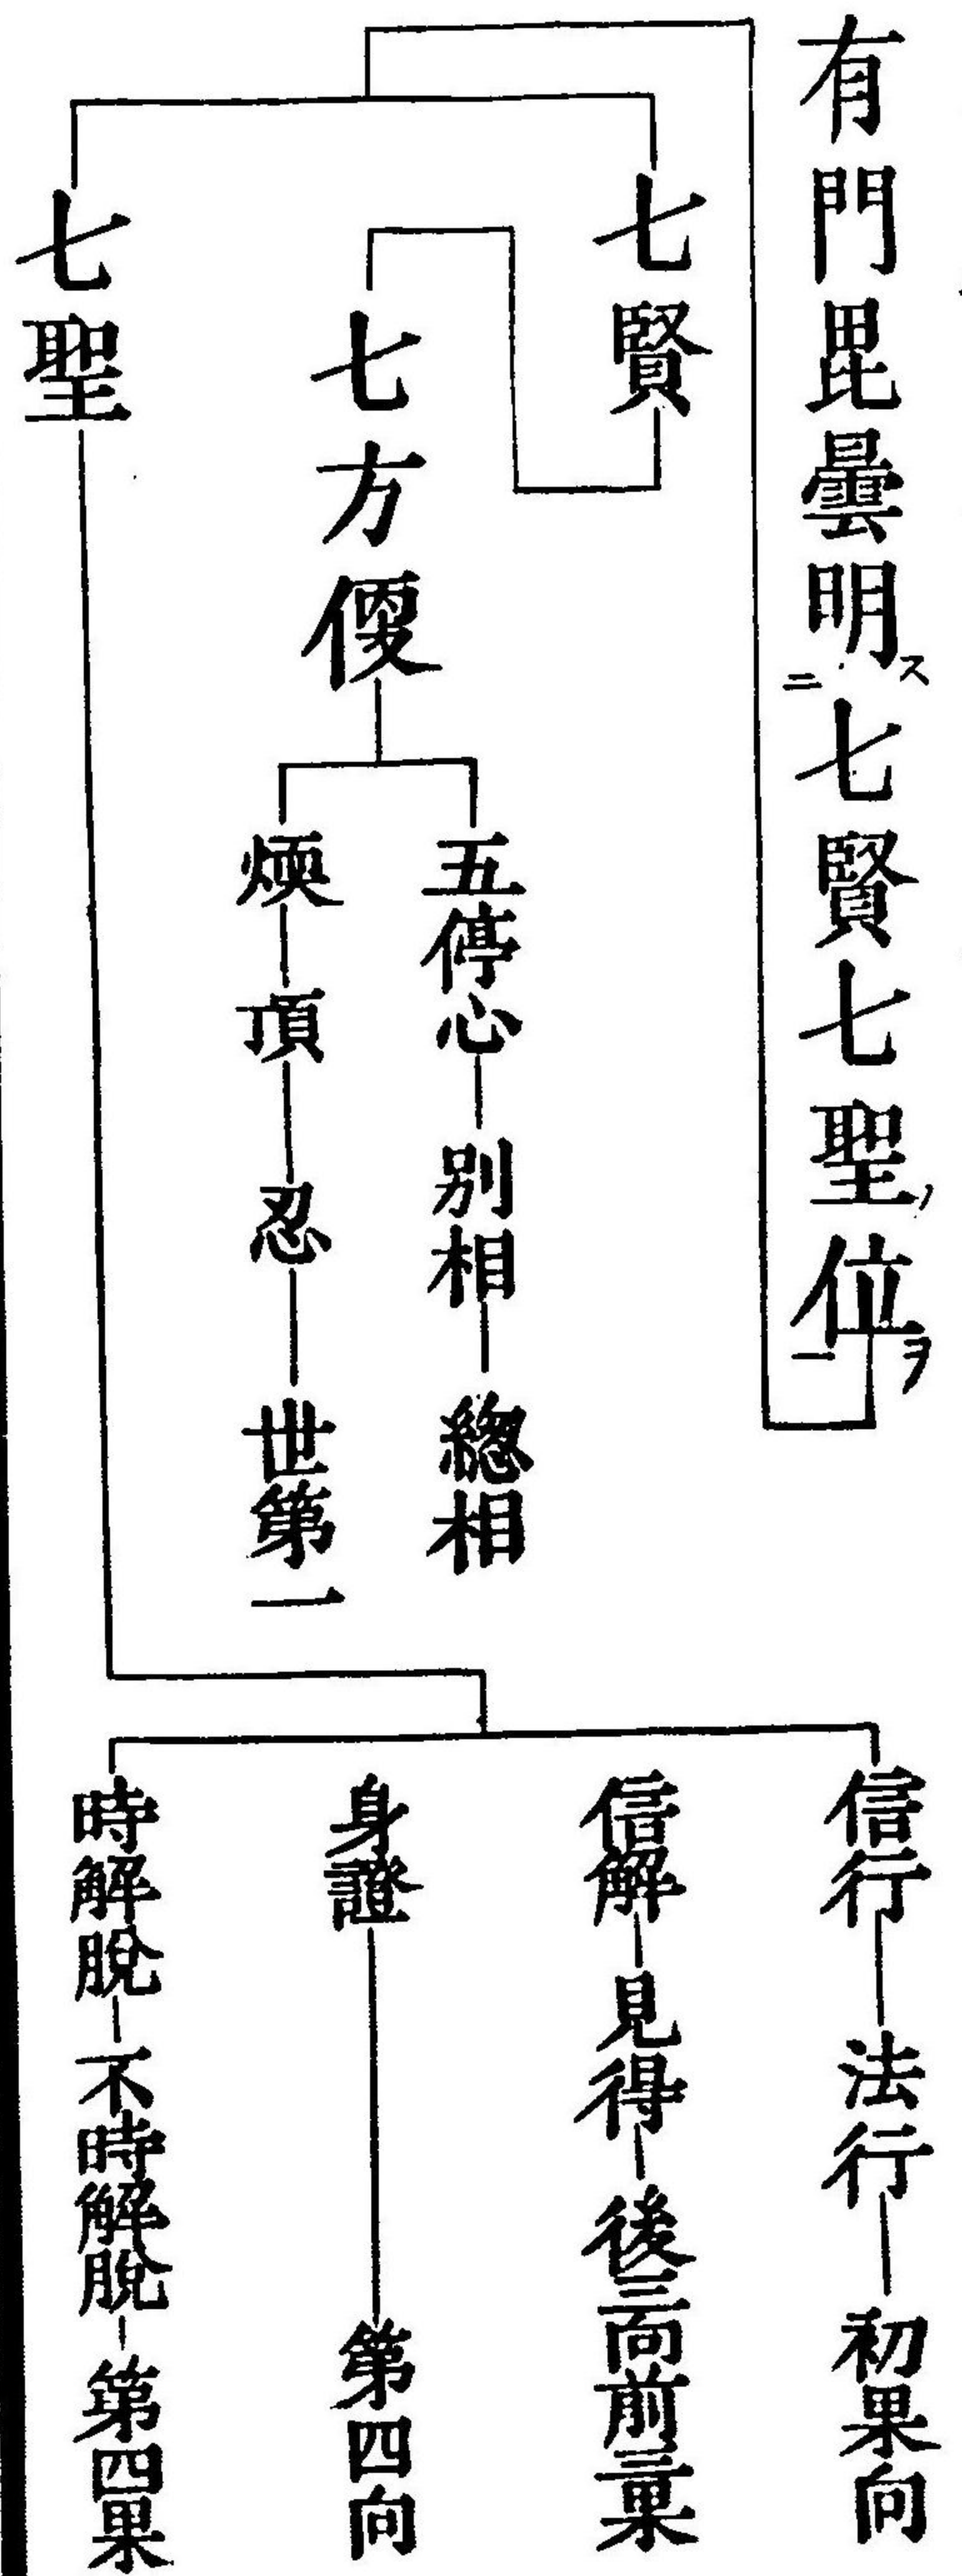 有門毘曇明ス二七賢七聖ノ位ヲ一
七賢
七方便
五停心―別相―總相
煗―頂―忍―世第一
七聖
信行―法行―初果向
信解―見得―後三向前三果
身證―第四向
時解脫―不時解脫―第四果